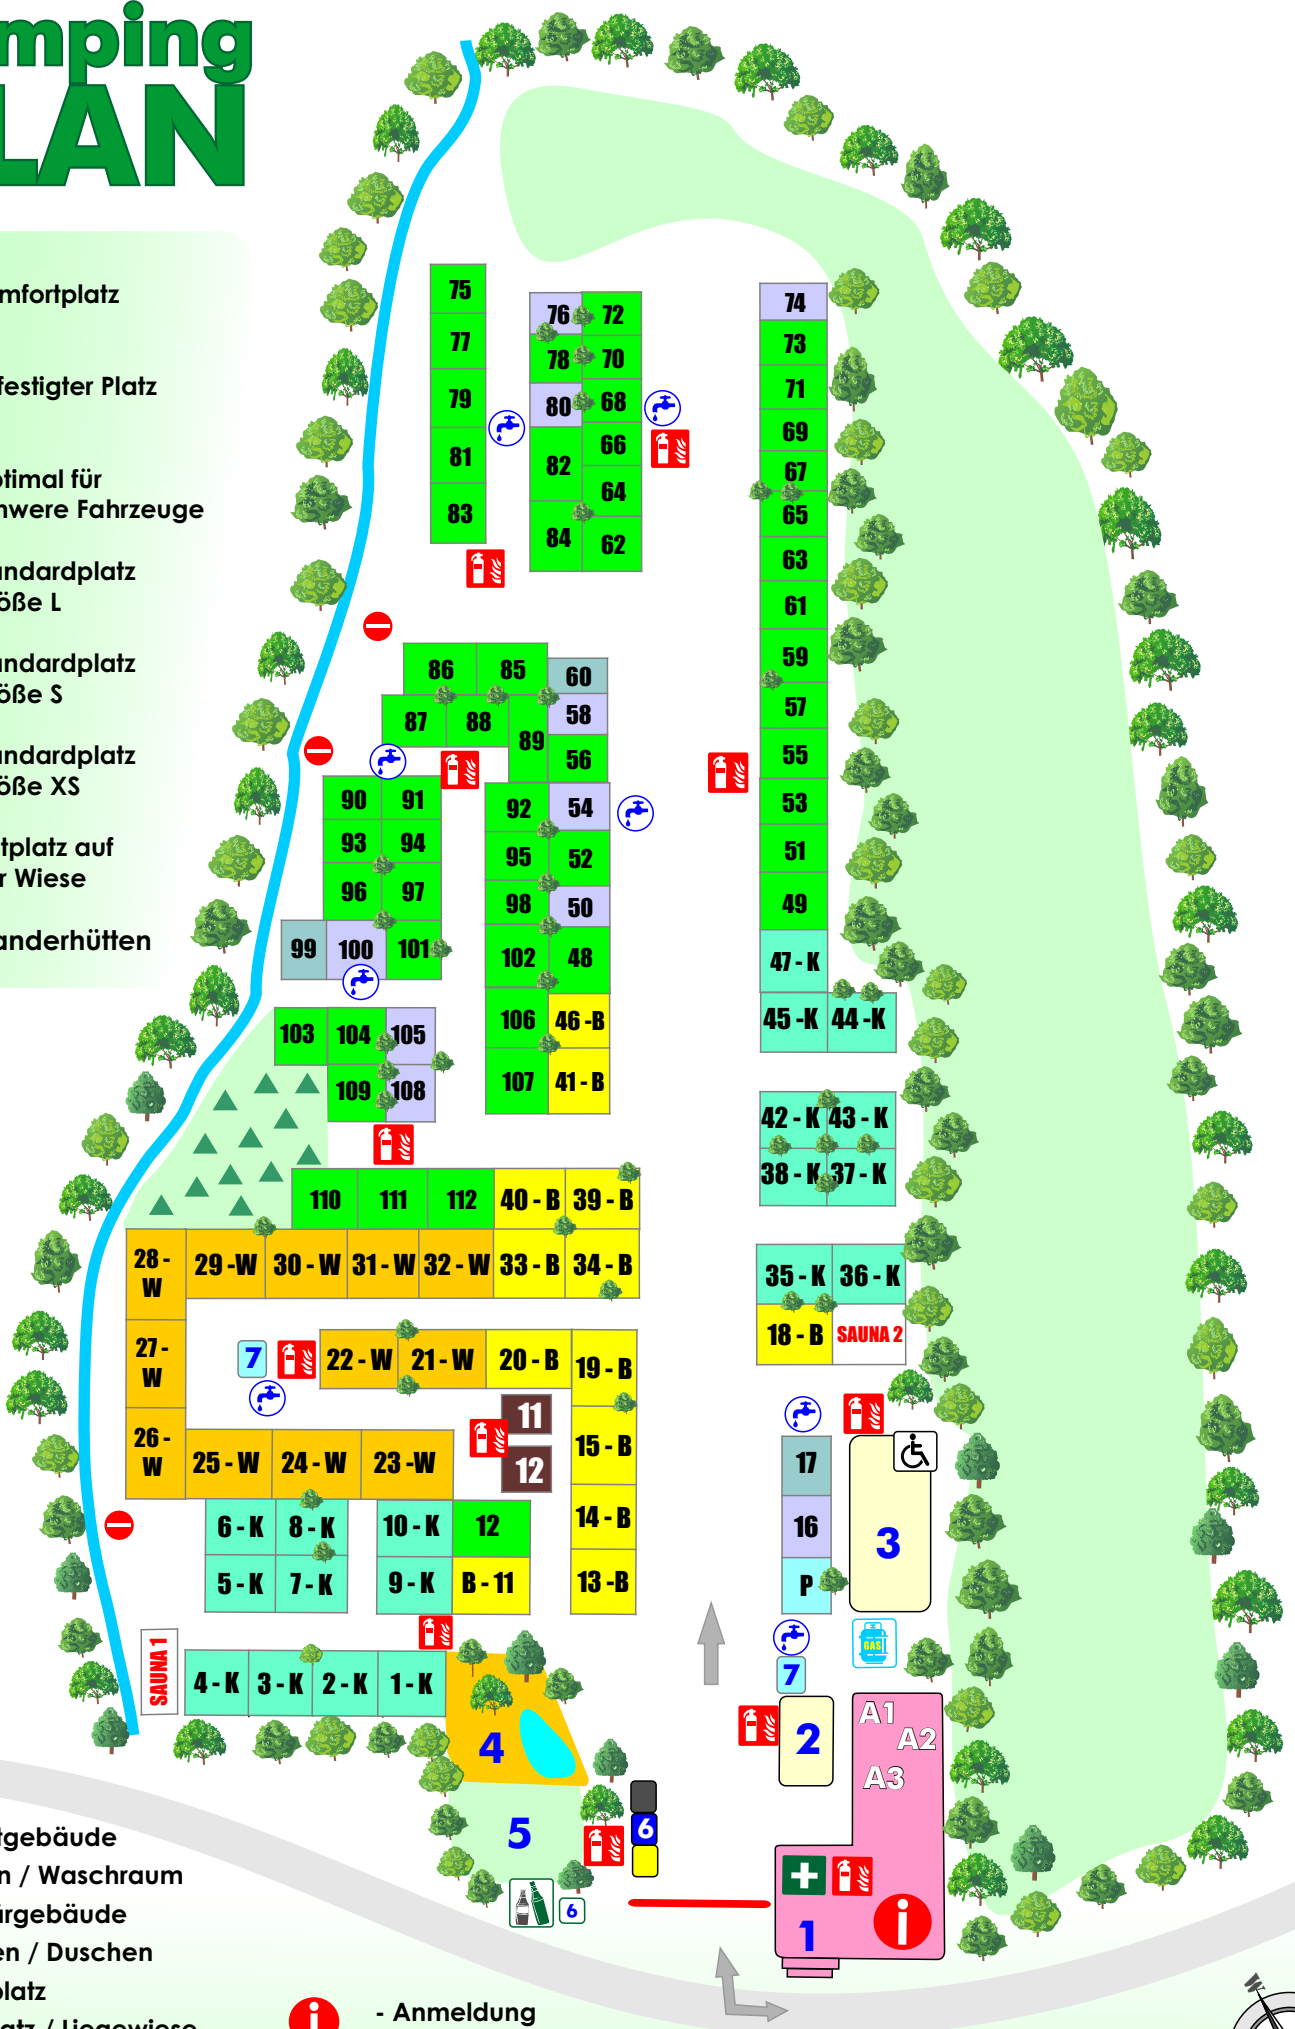 mping
LAN
mfortplatz
festigter Platz
otimal für
hwere Fahrzeuge
andardplatz
öße L
andardplatz
öße S
andardplatz
öße XS
ltplatz auf
r Wiese
anderhütten
75
77
79
81
83
76
72
78
70
80
68
82
66
64
84
62
74
73
71
69
67
65
63
61
59
57
55
53
51
49
47 - K
45 -K
44 -K
42 - K
43 - K
38 - K
37 - K
35 - K
36 - K
18 - B
SAUNA 2
86
85
60
87
88
89
58
56
90
91
92
54
93
94
95
52
96
97
98
50
99
100
101
102
48
103
104
105
106
46 -B
109
108
107
41 - B
110
111
112
40 - B
39 - B
28 -
W
29 -W
30 - W
31 - W
32 - W
33 - B
34 - B
27 -
W
7
22 - W
21 - W
20 - B
19 - B
26 -
W
25 - W
24 - W
23 -W
11
12
15 - B
6 - K
8 - K
10 - K
12
14 - B
5 - K
7 - K
9 - K
B - 11
13 -B
17
16
P
3
GAS
7
2
A1
A2
A3
SAUNA 1
4 - K
3 - K
2 - K
1 - K
4
5
6
6
1
i
tgebäude
n / Waschraum
ärgebäude
en / Duschen
platz
atz / Liegewiese
i
- Anmeldung
W